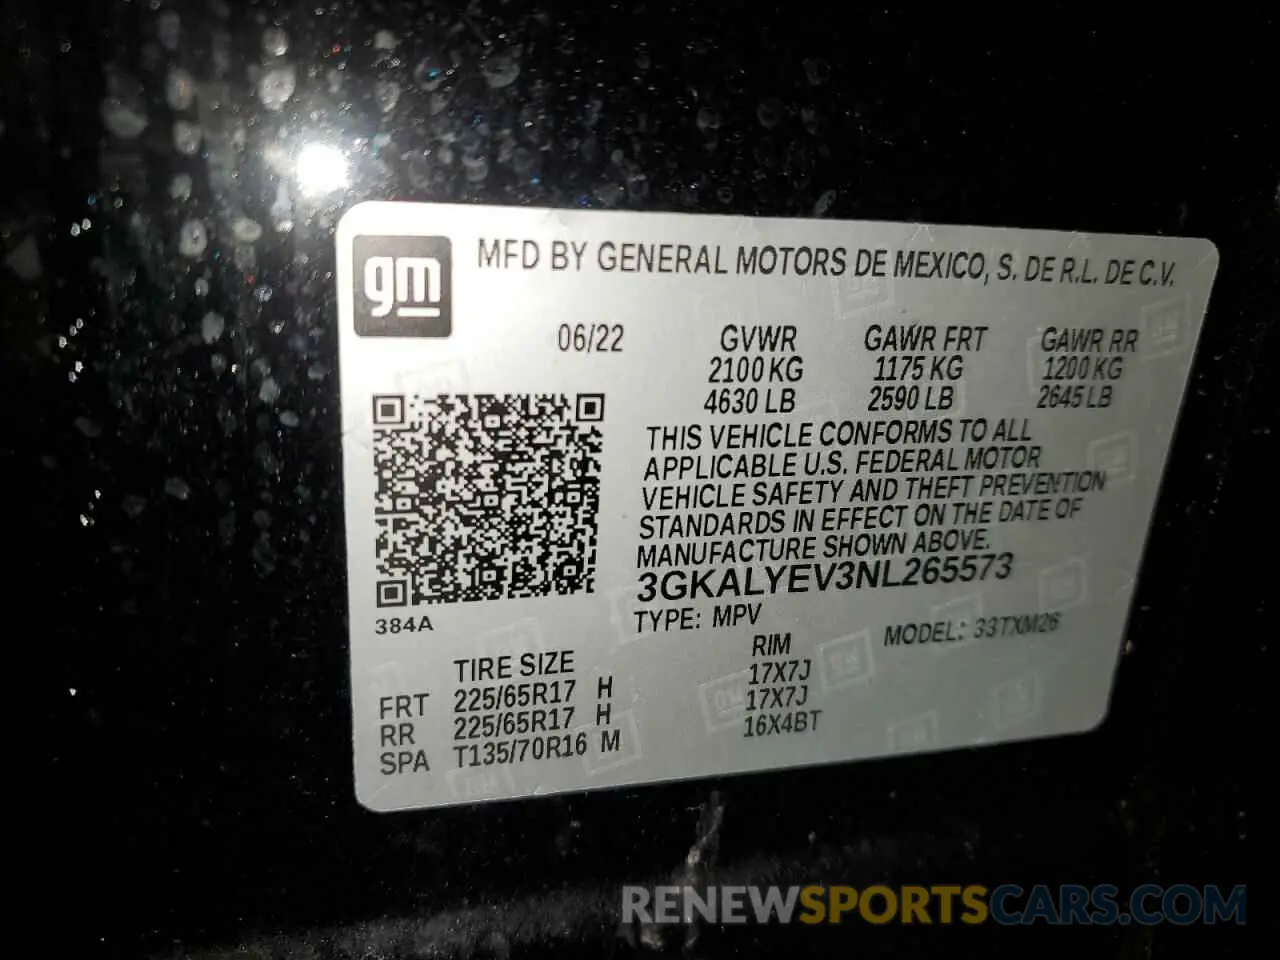 gm
MFD BY GENERAL MOTORS DE MEXICO, S. DE R.L. DE C.V.
06/22 GVWR GAWR FRT GAWR RR
2100 KG 1175 KG 1200 KG
4630 LB 2590 LB 2645 LB
THIS VEHICLE CONFORMS TO ALL
APPLICABLE U.S. FEDERAL MOTOR
VEHICLE SAFETY AND THEFT PREVENTION
STANDARDS IN EFFECT ON THE DATE OF
MANUFACTURE SHOWN ABOVE.
3GKALYEV3NL265573
384A TYPE: MPV MODEL: 33TXM26
TIRE SIZE RIM
FRT 225/65R17 H 17X7J
RR 225/65R17 H 17X7J
SPA T135/70R16 M 16X4BT
RENEWSPORTSCARS.COM